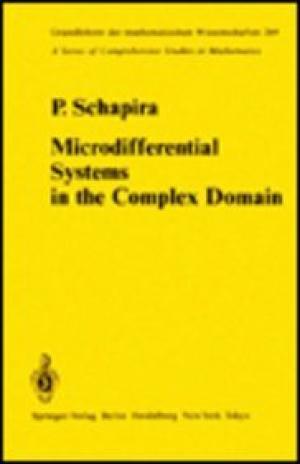 Grundlehren der mathematischen Wissenschaften 269
A Series of Comprehensive Studies in Mathematics
P. Schapira
Microdifferential
Systems
in the Complex Domain
Springer-Verlag Berlin Heidelberg New York Tokyo